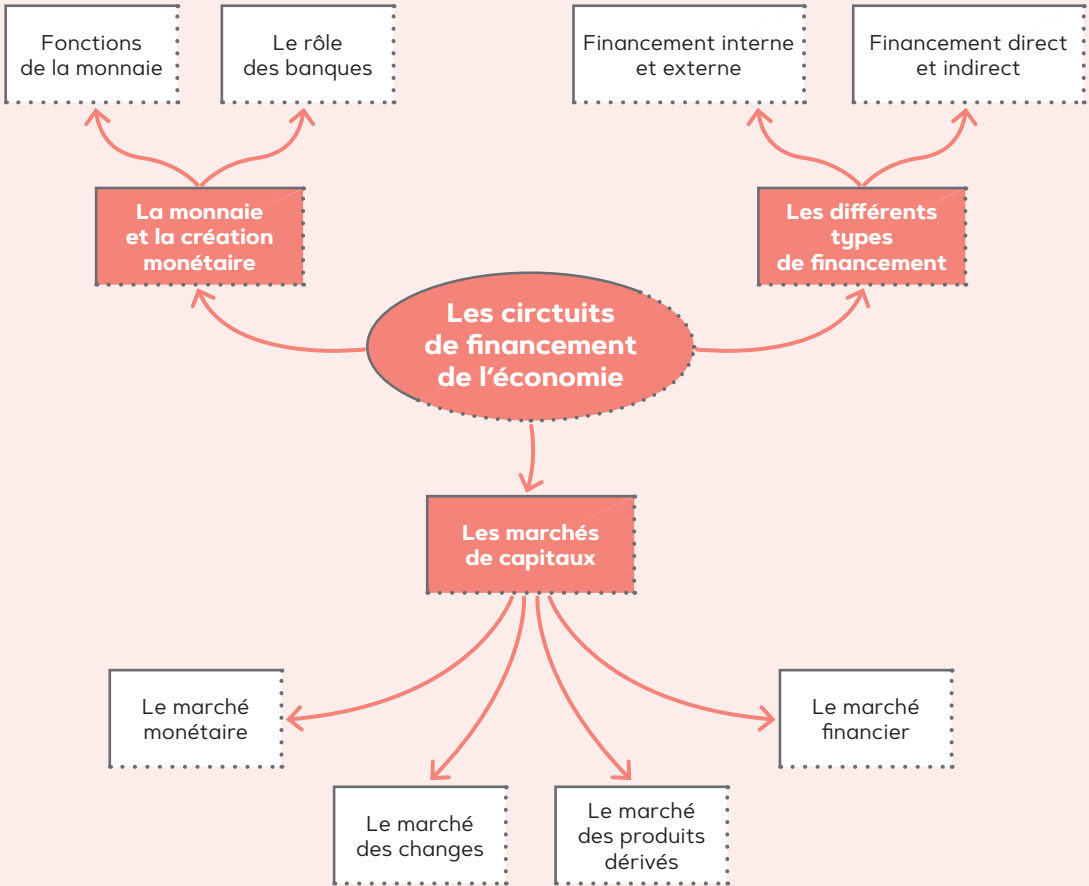 Fonctions
de la monnaie
Le rôle
des banques
Financement interne
et externe
Financement direct
et indirect
La monnaie
et la création
monétaire
Les différents
types
de financement
Les circtuits
de financement
de l'économie
Les marchés
de capitaux
Le marché
monétaire
Le marché
financier
Le marché
des changes
Le marché
des produits
dérivés